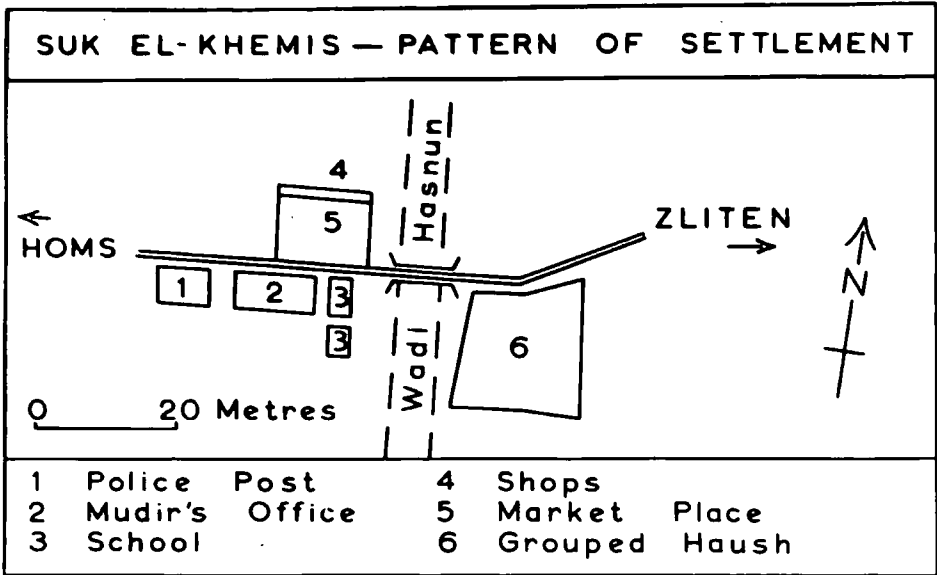 SUK EL-KHEMIS — PATTERN OF SETTLEMENT
Hasnun
4
5
ZLITEN
HOMS
N
1
2
3
3
6
Wadi
0 20 Metres
1 Police Post
2 Mudir's Office
3 School
4 Shops
5 Market Place
6 Grouped Haush